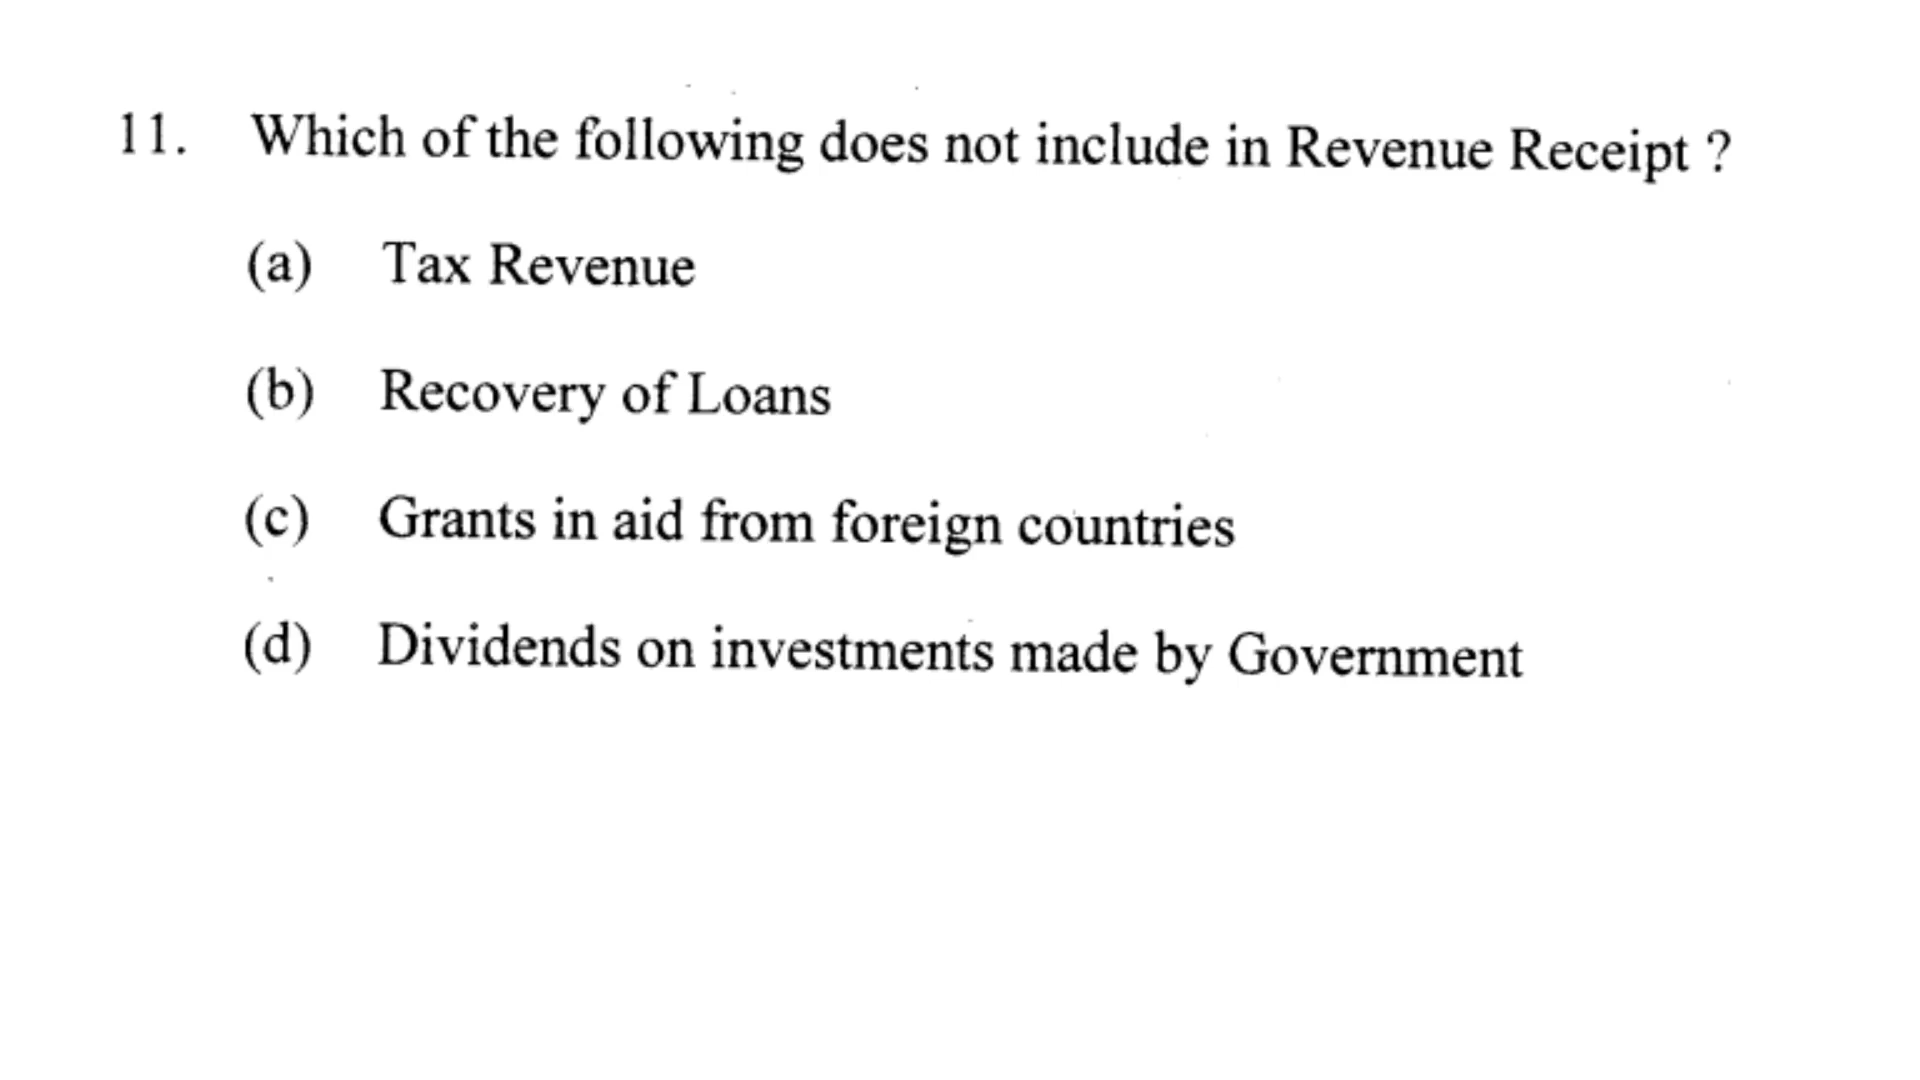 11. Which of the following does not include in Revenue Receipt ?
(a) Tax Revenue
(b) Recovery of Loans
(c) Grants in aid from foreign countries
(d) Dividends on investments made by Government